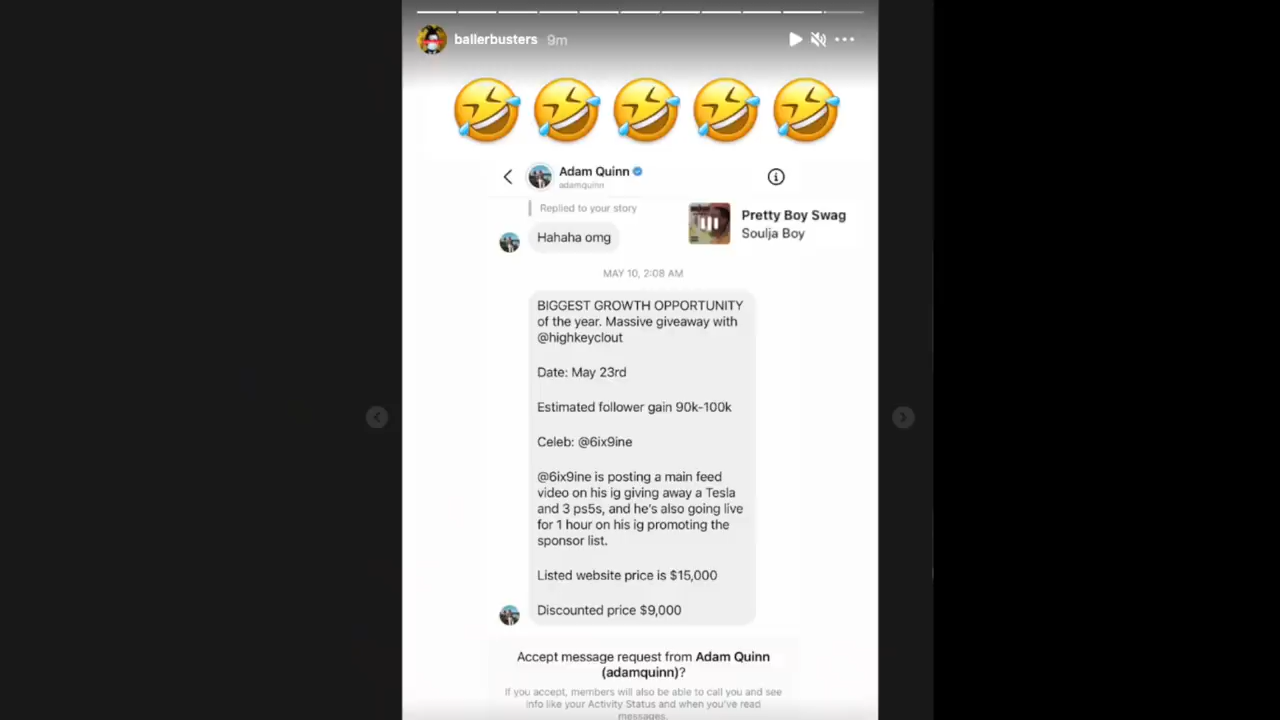 ballerbusters 9m
Adam Quinn
adamquinn
Replied to your story
Hahaha omg
Pretty Boy Swag
Soulja Boy
MAY 10, 2:08 AM
BIGGEST GROWTH OPPORTUNITY
of the year. Massive giveaway with
@highkeyclout
Date: May 23rd
Estimated follower gain 90k-100k
Celeb: @6ix9ine
@6ix9ine is posting a main feed
video on his ig giving away a Tesla
and 3 ps5s, and he's also going live
for 1 hour on his ig promoting the
sponsor list.
Listed website price is $15,000
Discounted price $9,000
Accept message request from Adam Quinn
(adamquinn)?
If you accept, members will also be able to call you and see
info like your Activity Status and when you've read
messages.